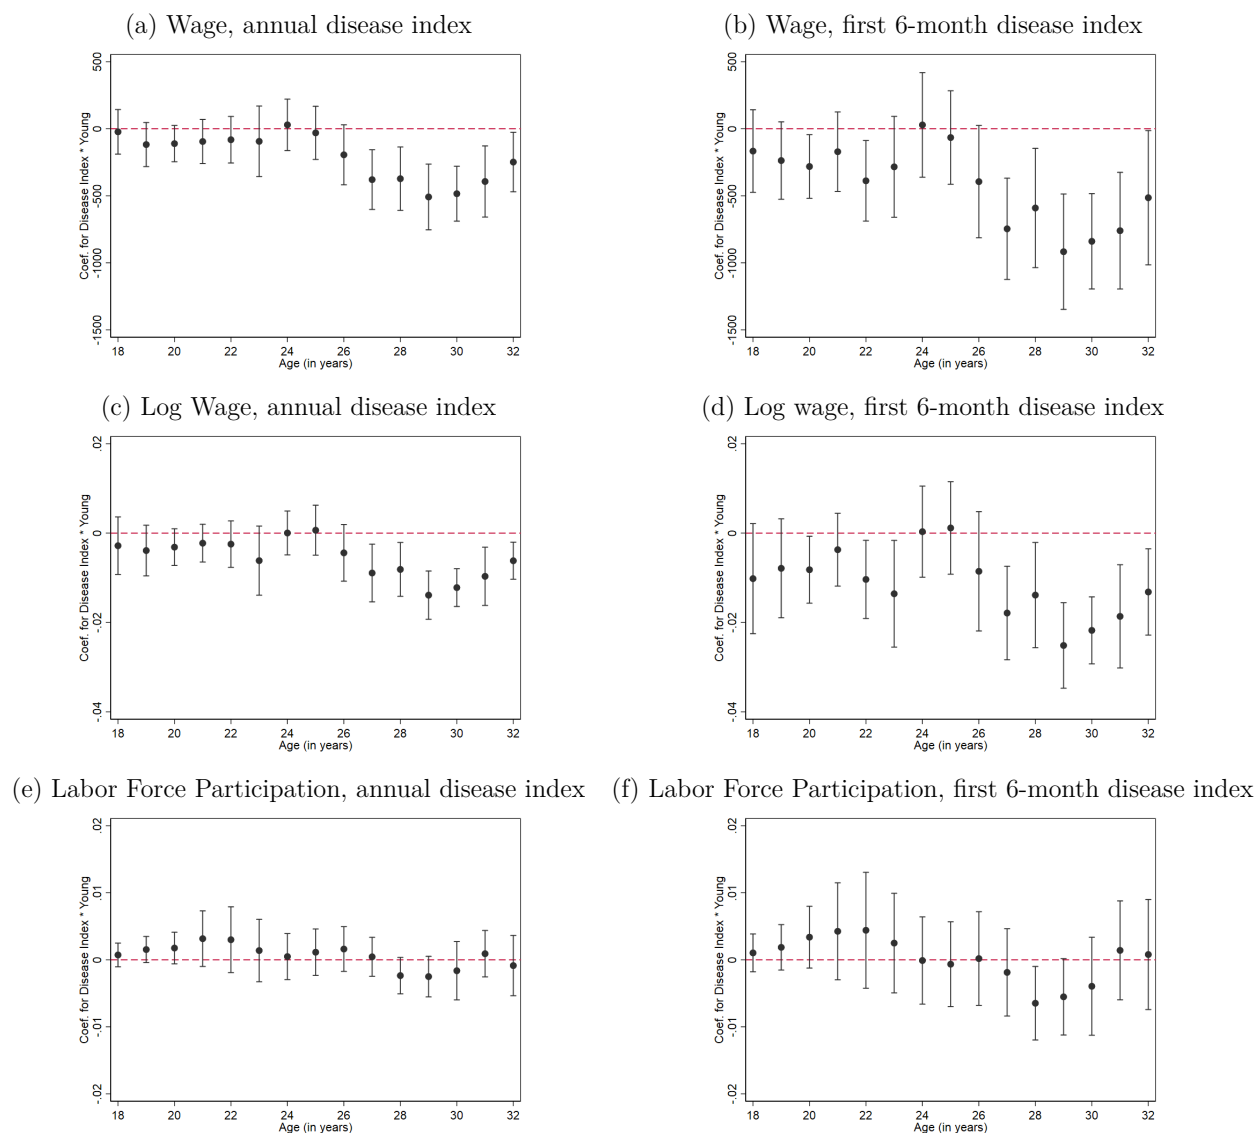 (a) Wage, annual disease index
(b) Wage, first 6-month disease index
Coef. for Disease Index * Young
500
0
-500
-1000
-1500
18 20 22 24 26 28 30 32
Age (in years)
Coef. for Disease Index * Young
500
0
-500
-1000
-1500
18 20 22 24 26 28 30 32
Age (in years)
(c) Log Wage, annual disease index
(d) Log wage, first 6-month disease index
Coef. for Disease Index * Young
.02
0
-.02
-.04
18 20 22 24 26 28 30 32
Age (in years)
Coef. for Disease Index * Young
.02
0
-.02
-.04
18 20 22 24 26 28 30 32
Age (in years)
(e) Labor Force Participation, annual disease index
(f) Labor Force Participation, first 6-month disease index
Coef. for Disease Index * Young
.02
.01
0
-.01
-.02
18 20 22 24 26 28 30 32
Age (in years)
Coef. for Disease Index * Young
.02
.01
0
-.01
-.02
18 20 22 24 26 28 30 32
Age (in years)